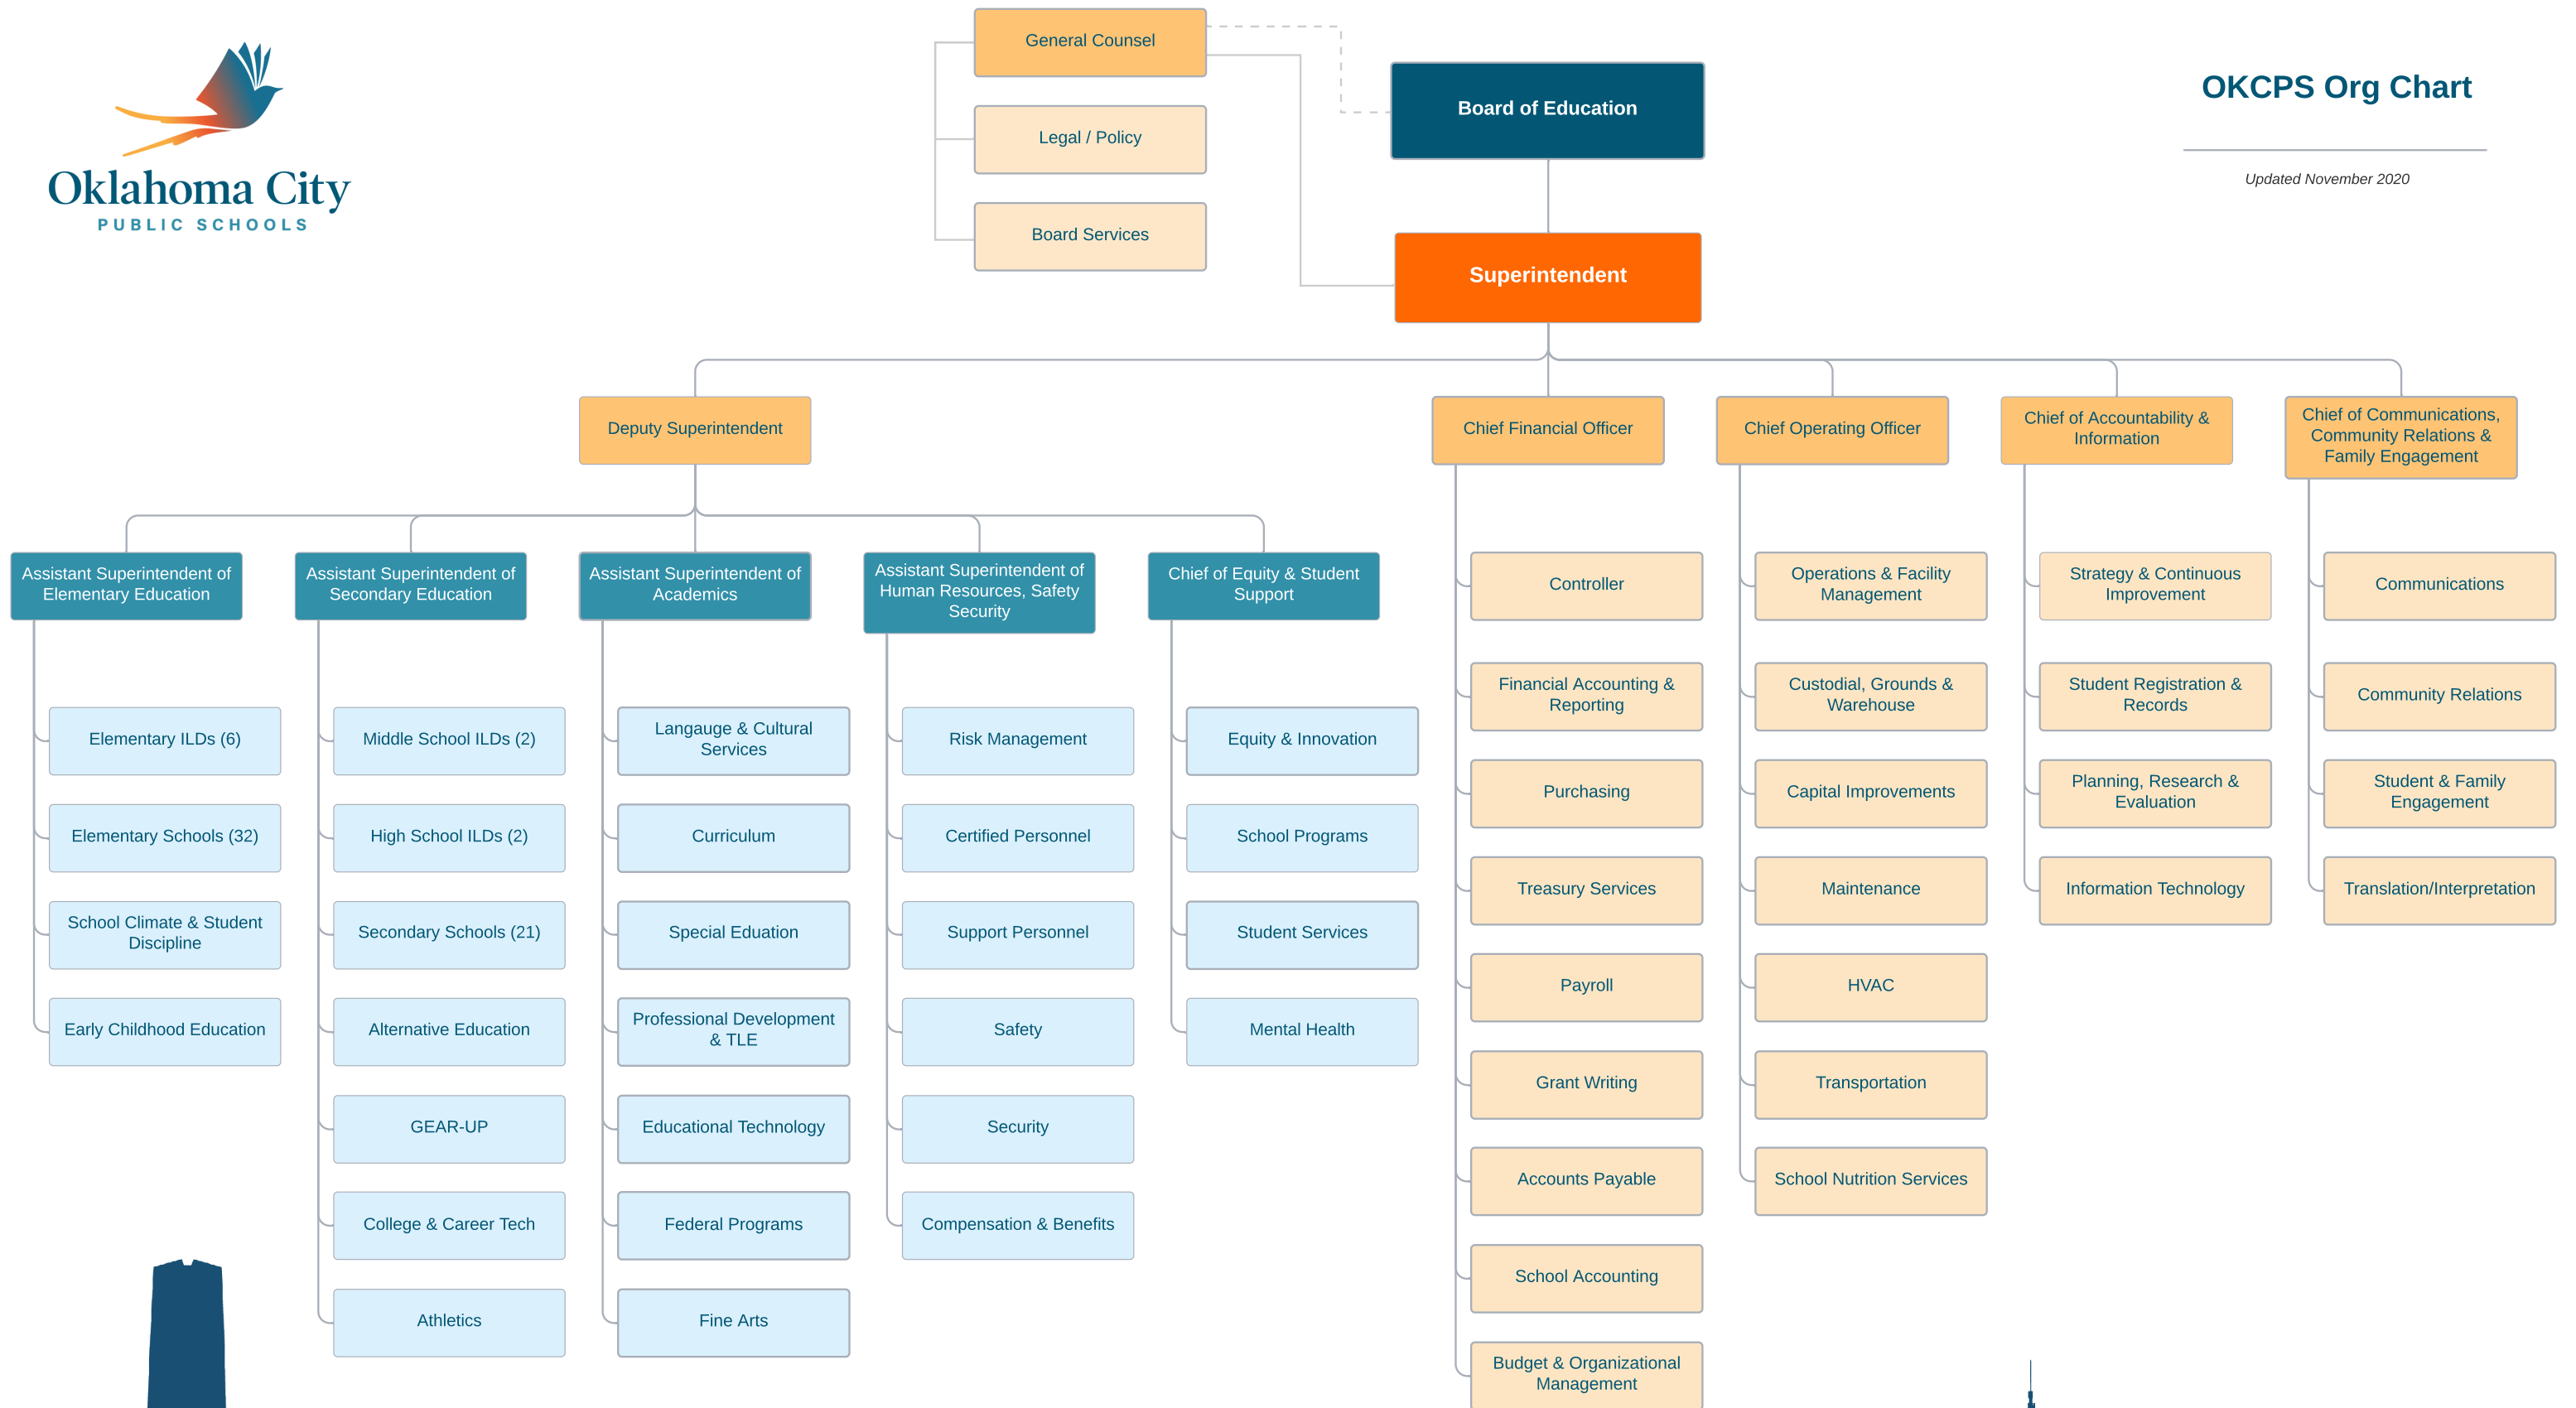 General Counsel
Legal / Policy
Board Services
Board of Education
Superintendent
Oklahoma City
PUBLIC SCHOOLS
OKCPS Org Chart
Updated November 2020
Deputy Superintendent
Chief Financial Officer
Chief Operating Officer
Chief of Accountability &
Information
Chief of Communications,
Community Relations &
Family Engagement
Assistant Superintendent of
Elementary Education
Elementary ILDs (6)
Elementary Schools (32)
School Climate & Student
Discipline
Early Childhood Education
Assistant Superintendent of
Secondary Education
Middle School ILDs (2)
High School ILDs (2)
Secondary Schools (21)
Alternative Education
GEAR-UP
College & Career Tech
Athletics
Assistant Superintendent of
Academics
Langauge & Cultural
Services
Curriculum
Special Eduation
Professional Development
& TLE
Educational Technology
Federal Programs
Fine Arts
Assistant Superintendent of
Human Resources, Safety
Security
Risk Management
Certified Personnel
Support Personnel
Safety
Security
Compensation & Benefits
Chief of Equity & Student
Support
Equity & Innovation
School Programs
Student Services
Mental Health
Controller
Financial Accounting &
Reporting
Purchasing
Treasury Services
Payroll
Grant Writing
Accounts Payable
School Accounting
Budget & Organizational
Management
Operations & Facility
Management
Custodial, Grounds &
Warehouse
Capital Improvements
Maintenance
HVAC
Transportation
School Nutrition Services
Strategy & Continuous
Improvement
Student Registration &
Records
Planning, Research &
Evaluation
Information Technology
Communications
Community Relations
Student & Family
Engagement
Translation/Interpretation